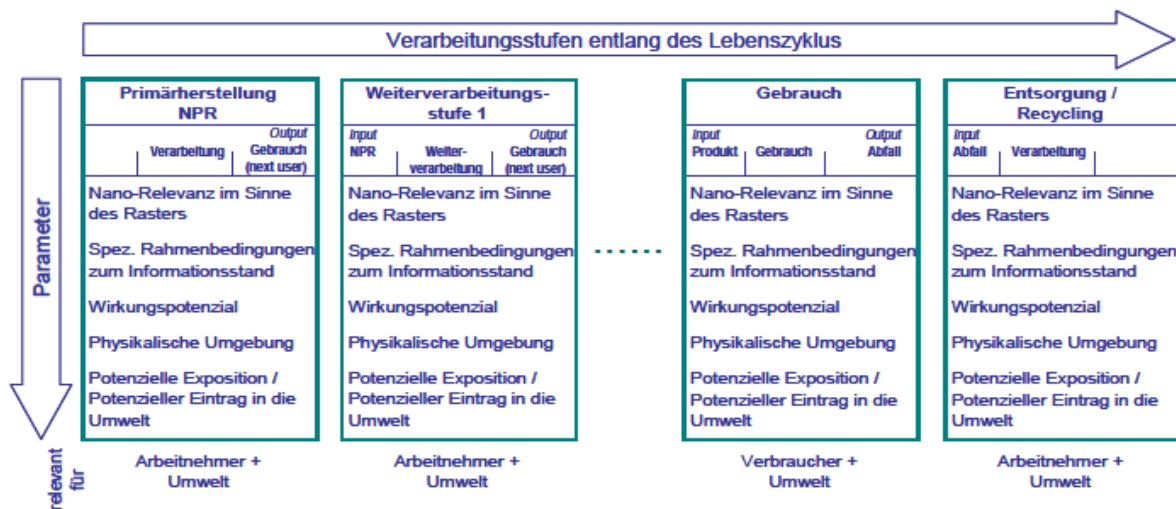 Verarbeitungsstufen entlang des Lebenszyklus
Parameter
relevant für
Primärherstellung
NPR
Output
Verarbeitung Gebrauch
(next user)
Nano-Relevanz im Sinne
des Rasters
Spez. Rahmenbedingungen
zum Informationsstand
Wirkungspotenzial
Physikalische Umgebung
Potenzielle Exposition /
Potenzieller Eintrag in die
Umwelt
Arbeitnehmer +
Umwelt
Weiterverarbeitungs-
stufe 1
Input Output
NPR Weiter- Gebrauch
verarbeitung (next user)
Nano-Relevanz im Sinne
des Rasters
Spez. Rahmenbedingungen
zum Informationsstand
Wirkungspotenzial
Physikalische Umgebung
Potenzielle Exposition /
Potenzieller Eintrag in die
Umwelt
Arbeitnehmer +
Umwelt
......
Gebrauch
Input Output
Produkt Gebrauch Abfall
Nano-Relevanz im Sinne
des Rasters
Spez. Rahmenbedingungen
zum Informationsstand
Wirkungspotenzial
Physikalische Umgebung
Potenzielle Exposition /
Potenzieller Eintrag in die
Umwelt
Verbraucher +
Umwelt
Entsorgung /
Recycling
Input
Abfall Verarbeitung
Nano-Relevanz im Sinne
des Rasters
Spez. Rahmenbedingungen
zum Informationsstand
Wirkungspotenzial
Physikalische Umgebung
Potenzielle Exposition /
Potenzieller Eintrag in die
Umwelt
Arbeitnehmer +
Umwelt